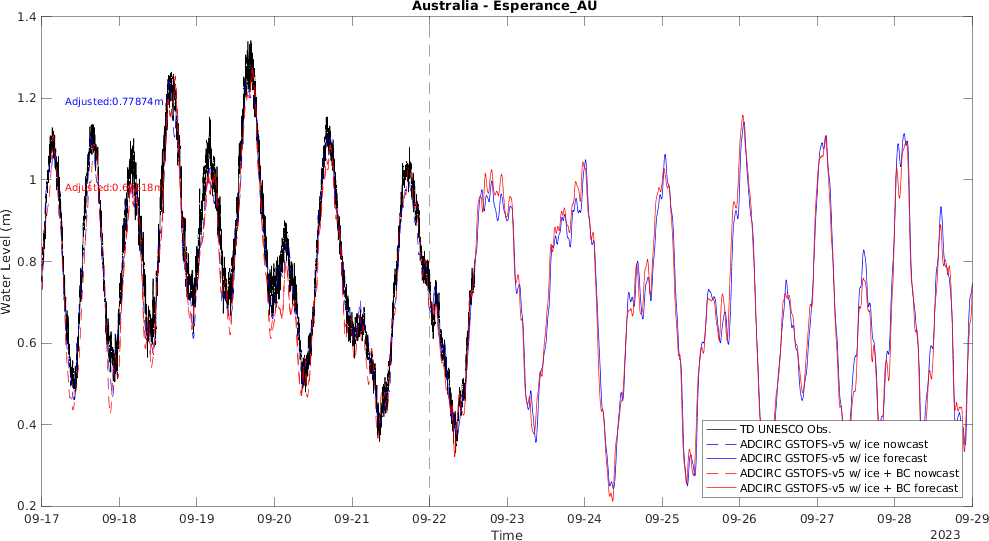 Australia - Esperance_AU
1.4
1.2
1
0.8
0.6
0.4
0.2
Water Level (m)
Adjusted:0.77874m
TD UNESCO Obs.
ADCIRC GSTOFS-v5 w/ ice nowcast
ADCIRC GSTOFS-v5 w/ ice forecast
ADCIRC GSTOFS-v5 w/ ice + BC nowcast
ADCIRC GSTOFS-v5 w/ ice + BC forecast
09-17 09-18 09-19 09-20 09-21 09-22 09-23 09-24 09-25 09-26 09-27 09-28 09-29
Time
2023